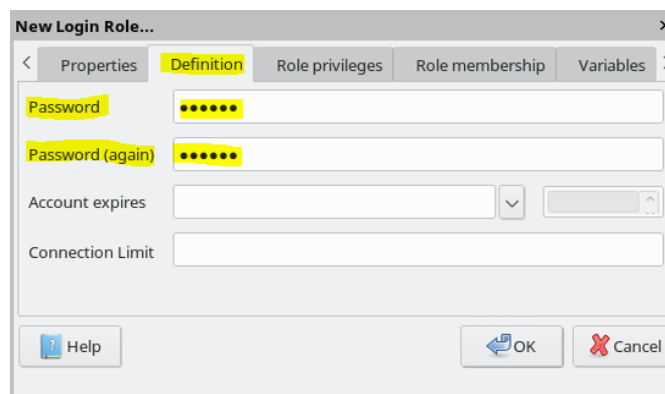 New Login Role...
Properties Definition Role privileges Role membership Variables
Password ••••••
Password (again) ••••••
Account expires
Connection Limit
Help OK Cancel